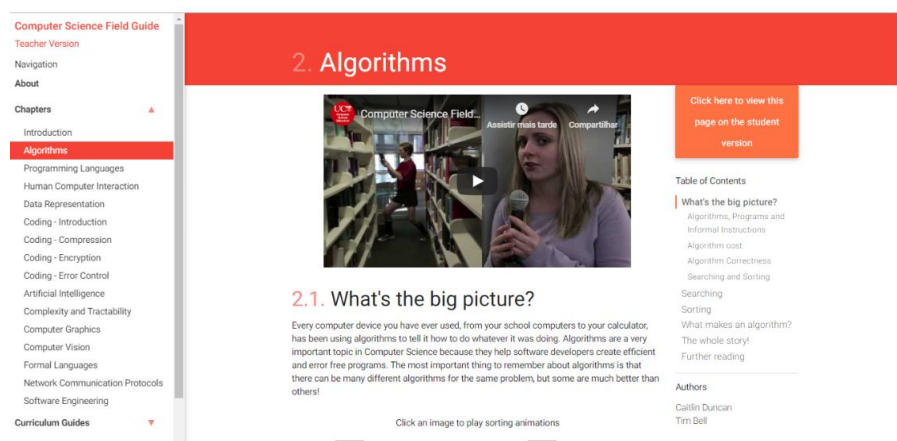 Computer Science Field Guide
Teacher Version
Navigation
About
Chapters
Introduction
Algorithms
Programming Languages
Human Computer Interaction
Data Representation
Coding - Introduction
Coding - Compression
Coding - Encryption
Coding - Error Control
Artificial Intelligence
Complexity and Tractability
Computer Graphics
Computer Vision
Formal Languages
Network Communication Protocols
Software Engineering
Curriculum Guides
2. Algorithms
UC
Computer Science Field...
Assistir mais tarde
Compartilhar
2.1. What's the big picture?
Every computer device you have ever used, from your school computers to your calculator,
has been using algorithms to tell it how to do whatever it was doing. Algorithms are a very
important topic in Computer Science because they help software developers create efficient
and error free programs. The most important thing to remember about algorithms is that
there can be many different algorithms for the same problem, but some are much better than
others!
Click an image to play sorting animations
Click here to view this
page on the student
version
Table of Contents
What's the big picture?
Algorithms, Programs and
Informal Instructions
Algorithm cost
Algorithm Correctness
Searching and Sorting
Searching
Sorting
What makes an algorithm?
The whole story!
Further reading
Authors
Caitlin Duncan
Tim Bell